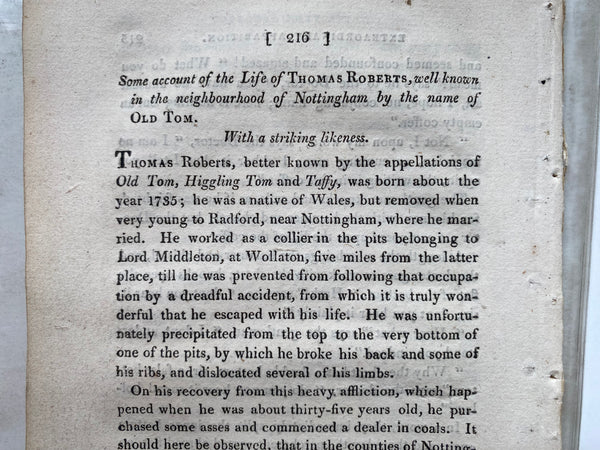 [ 216 ]
Some account of the Life of THOMAS ROBERTS, well known
in the neighbourhood of Nottingham by the name of
OLD TOM.
With a striking likeness.
THOMAS Roberts, better known by the appellations of
Old Tom, Higgling Tom and Taffy, was born about the
year 1735; he was a native of Wales, but removed when
very young to Radford, near Nottingham, where he mar-
ried. He worked as a collier in the pits belonging to
Lord Middleton, at Wollaton, five miles from the latter
place, till he was prevented from following that occupa-
tion by a dreadful accident, from which it is truly won-
derful that he escaped with his life. He was unfortu-
nately precipitated from the top to the very bottom of
one of the pits, by which he broke his back and some of
his ribs, and dislocated several of his limbs.
On his recovery from this heavy affliction, which hap-
pened when he was about thirty-five years old, he pur-
chased some asses and commenced a dealer in coals. It
should here be observed, that in the counties of Notting-